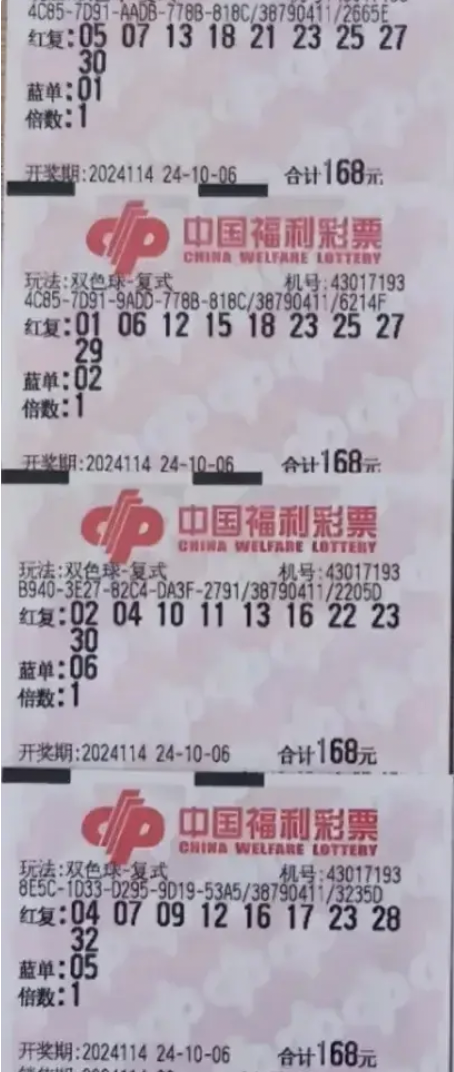 4C85-7D91-AADB-778B-818C/38790411/2665E
红复:05 07 13 18 21 23 25 27
30
蓝单:01
倍数:1
开奖期:2024114 24-10-06 合计168元
中国福利彩票
CHINA WELFARE LOTTERY
玩法:双色球-复式 机号:43017193
4C85-7D91-9ADD-778B-818C/38790411/6214F
红复:01 06 12 15 18 23 25 27
29
蓝单:02
倍数:1
开奖期:2024114 24-10-06 合计168元
中国福利彩票
CHINA WELFARE LOTTERY
玩法:双色球-复式 机号:43017193
B940-3E27-82C4-DA3F-2791/38790411/2205D
红复:02 04 10 11 13 16 22 23
30
蓝单:06
倍数:1
开奖期:2024114 24-10-06 合计168元
中国福利彩票
CHINA WELFARE LOTTERY
玩法:双色球-复式 机号:43017193
8E5C-1D33-D295-9D19-53A5/38790411/3235D
红复:04 07 09 12 16 17 23 28
32
蓝单:05
倍数:1
开奖期:2024114 24-10-06 合计168元